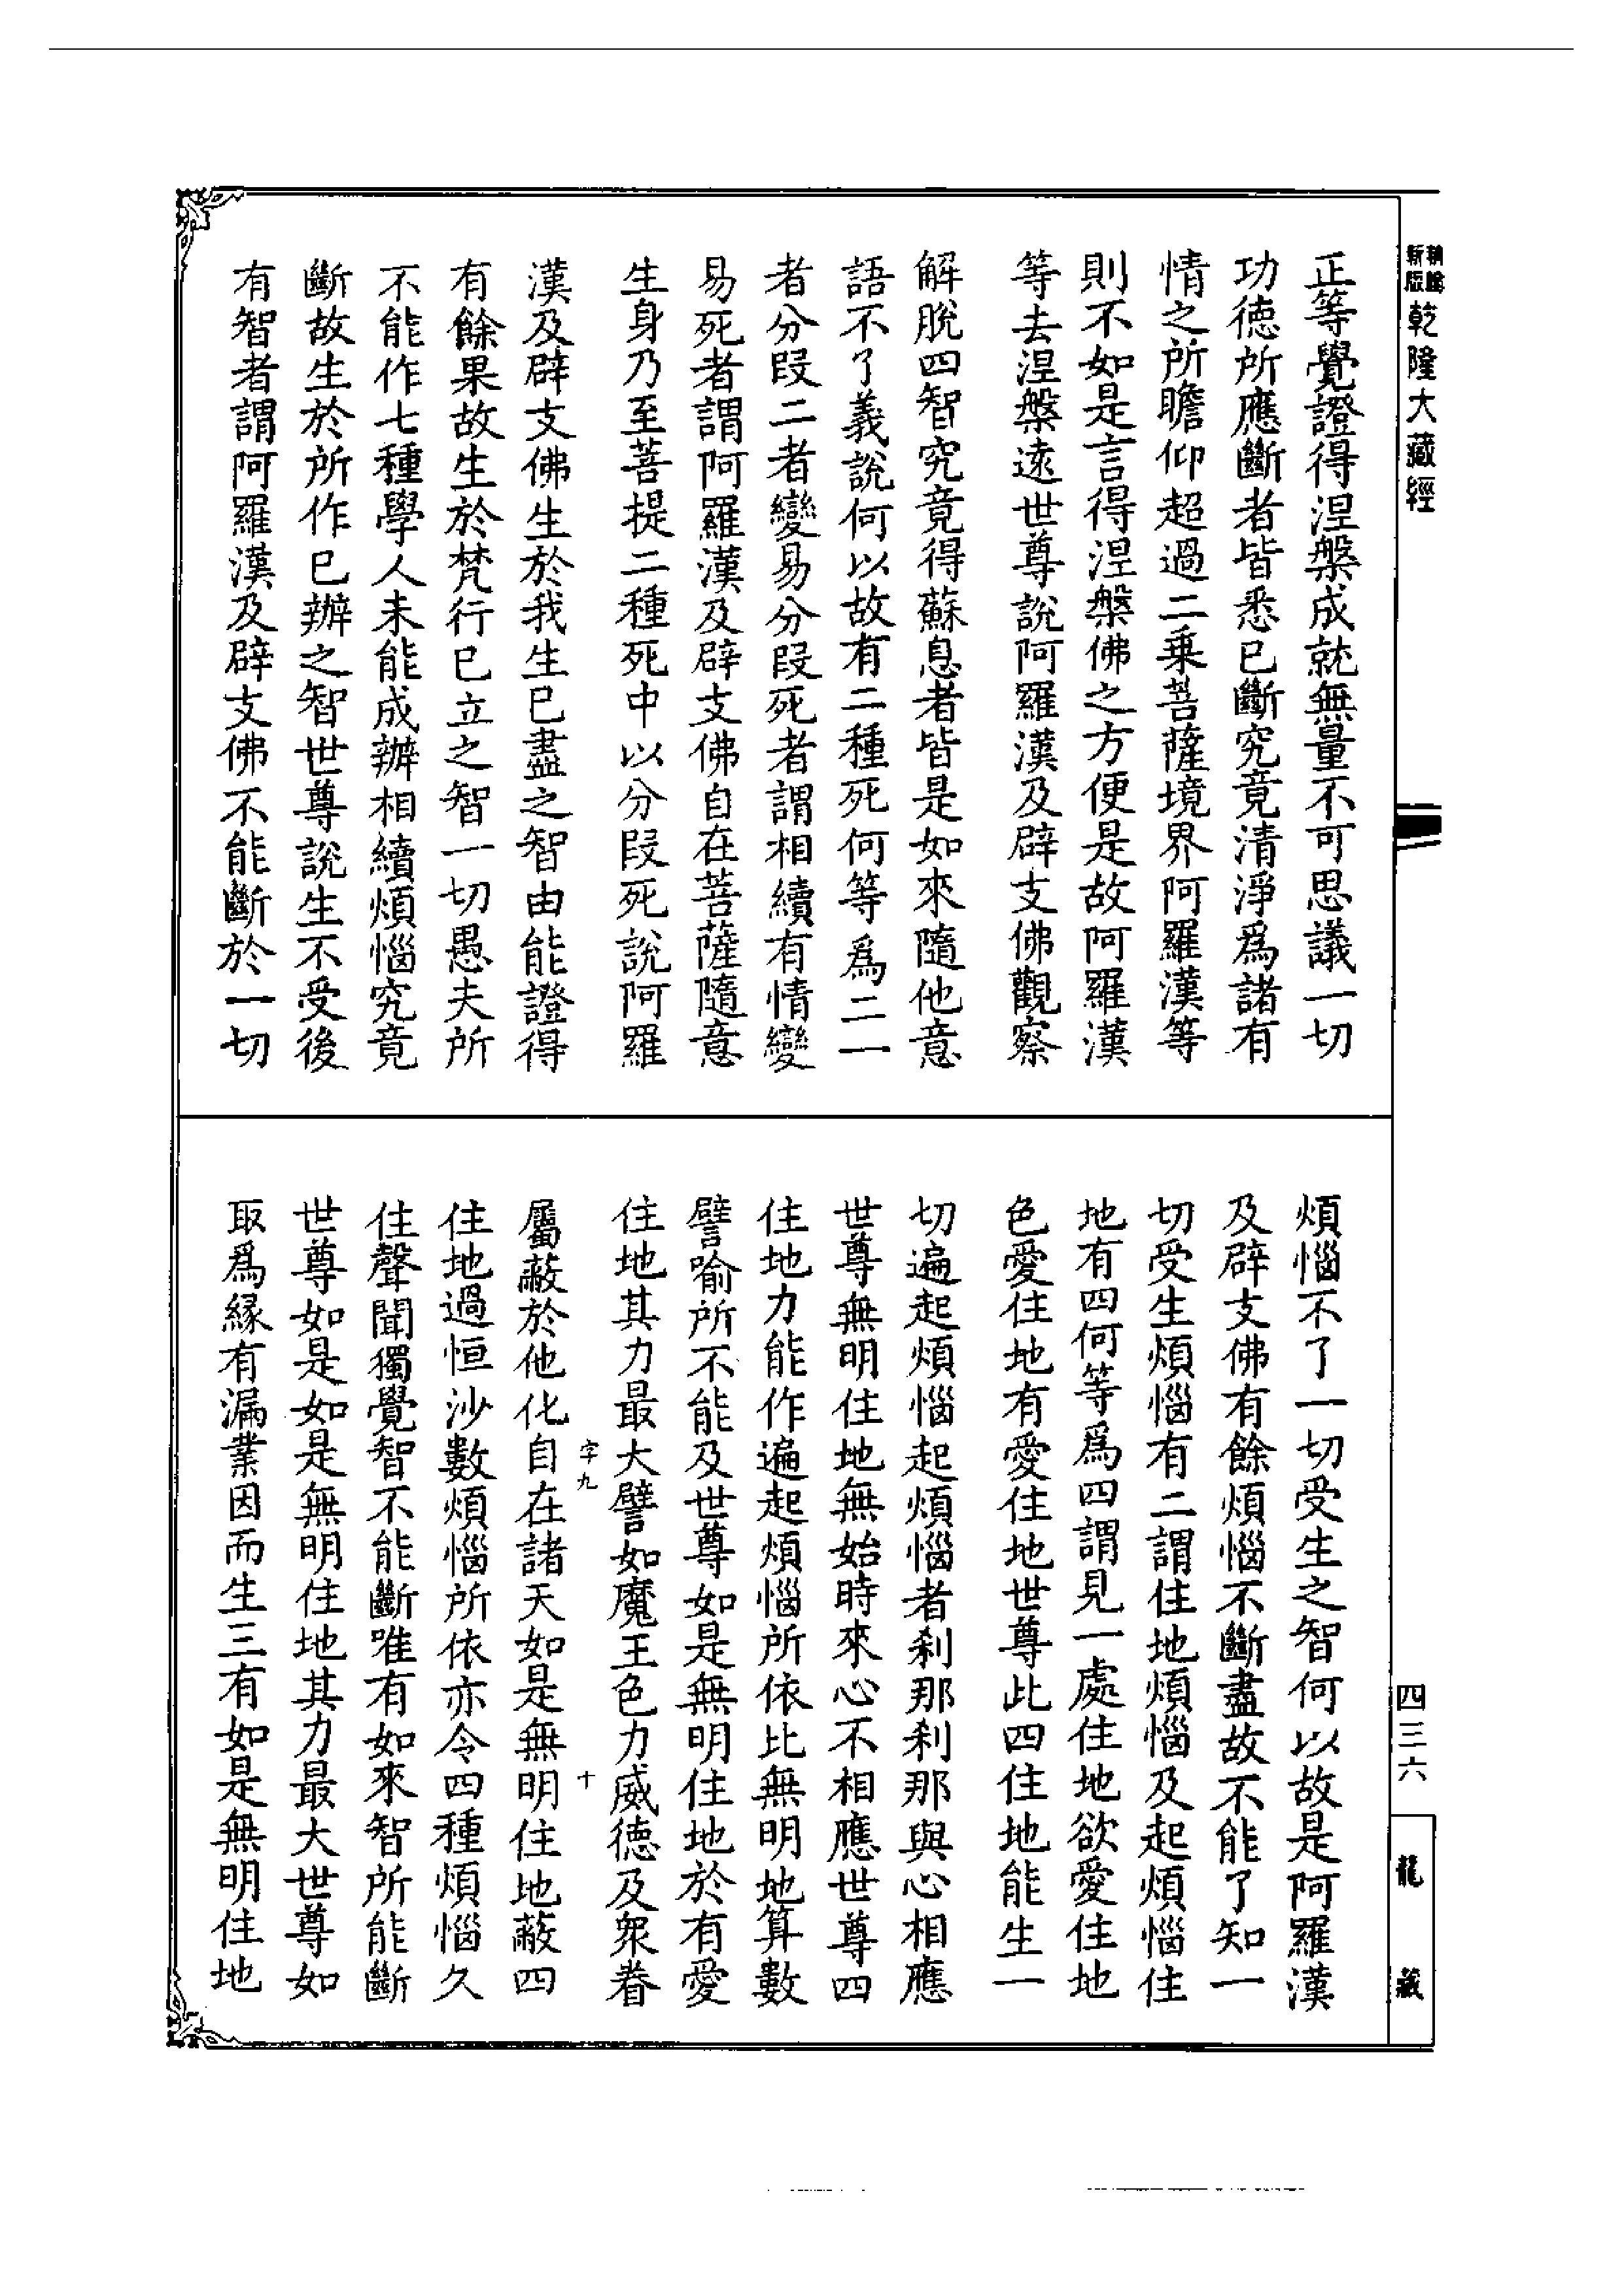 新編縮版乾隆大藏經
正等覺證得涅槃成就無量不可思議一切
功德所應斷者皆悉已斷究竟清淨爲諸有
情之所瞻仰超過二乗菩薩境界阿羅漢等
則不如是言得涅槃佛之方便是故阿羅漢
等去涅槃遠世尊說阿羅漢及辟支佛觀察
解脫四智究竟得蘇息者皆是如來隨他意
語不了義說何以故有二種死何等爲二一
者分段二者變易分段死者謂相續有情變
易死者謂阿羅漢及辟支佛自在菩薩隨意
生身乃至菩提二種死中以分段死說阿羅
漢及辟支佛生於我生已盡之智由能證得
有餘果故生於梵行已立之智一切愚夫所
不能作七種學人未能成辦相續煩惱究竟
斷故生於所作已辦之智世尊說生不受後
有智者謂阿羅漢及辟支佛不能斷於一切
煩惱不了一切受生之智何以故是阿羅漢
及辟支佛有餘煩惱不斷盡故不能了知一
切受生煩惱有二謂住地煩惱及起煩惱住
地有四何等爲四謂見一處住地欲愛住地
色愛住地有愛住地世尊此四住地能生一
切遍起煩惱起煩惱者刹那刹那與心相應
世尊無明住地無始時來心不相應世尊四
住地力能作遍起煩惱所依比無明地算數
譬喻所不能及世尊如是無明住地於有愛
住地其力最大譬如魔王色力威德及眾眷
字九
十
屬蔽於他化自在諸天如是無明住地蔽四
住地過恒沙數煩惱所依亦令四種煩惱久
住聲聞獨覺智不能斷唯有如來智所能斷
世尊如是如是無明住地其力最大世尊如
取爲緣有漏業因而生三有如是無明住地
四三六
龍藏